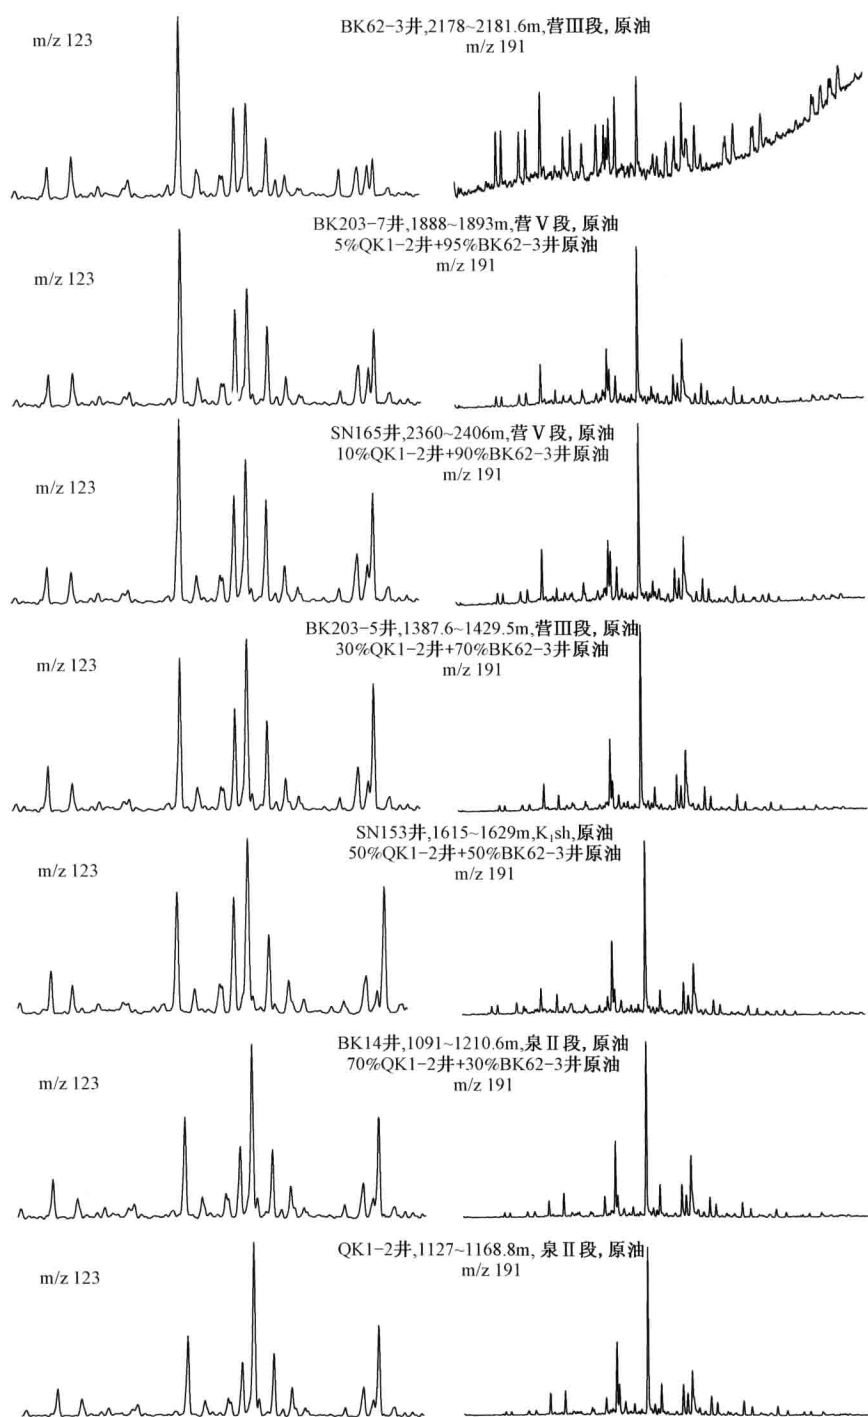 BK62-3井,2178~2181.6m,营Ⅲ段,原油
m/z 123
m/z 191
BK203-7井,1888~1893m,营Ⅴ段,原油
5%QK1-2井+95%BK62-3井原油
m/z 123
m/z 191
SN165井,2360~2406m,营Ⅴ段,原油
10%QK1-2井+90%BK62-3井原油
m/z 123
m/z 191
BK203-5井,1387.6~1429.5m,营Ⅲ段,原油
30%QK1-2井+70%BK62-3井原油
m/z 123
m/z 191
SN153井,1615~1629m,K₁sh,原油
50%QK1-2井+50%BK62-3井原油
m/z 123
m/z 191
BK14井,1091~1210.6m,泉Ⅱ段,原油
70%QK1-2井+30%BK62-3井原油
m/z 123
m/z 191
QK1-2井,1127~1168.8m, 泉Ⅱ段,原油
m/z 123
m/z 191